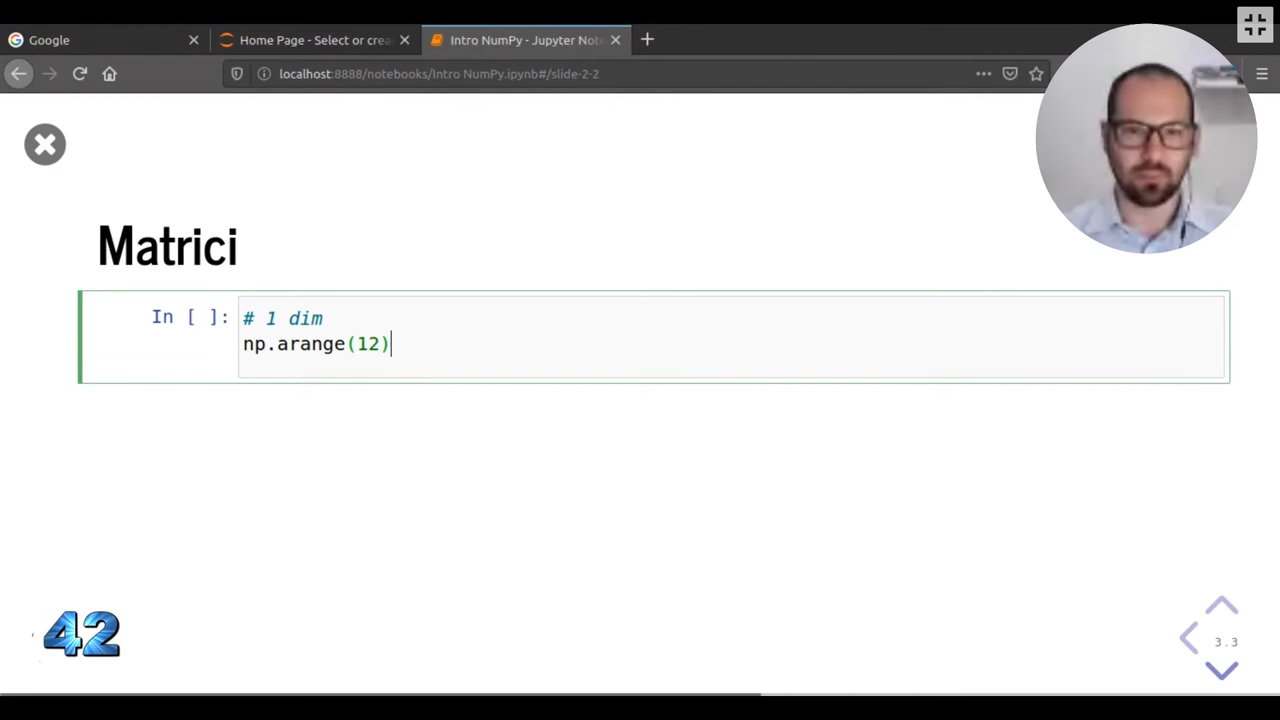 Google
Home Page - Select or crea
Intro NumPy - Jupyter Not
localhost:8888/notebooks/Intro NumPy.ipynb#/slide-2-2
Matrici
In [ ]:
# 1 dim
np.arange(12)
42
3.3